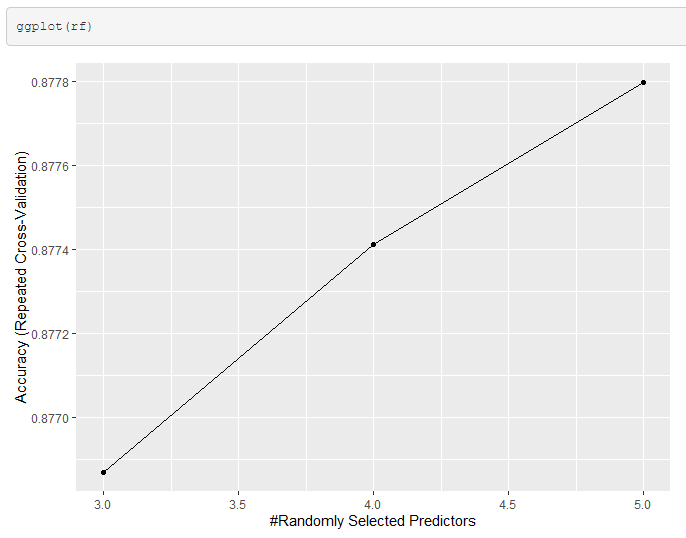 ggplot(rf)
Accuracy (Repeated Cross-Validation)
0.8778
0.8776
0.8774
0.8772
0.8770
3.0 3.5 4.0 4.5 5.0
#Randomly Selected Predictors